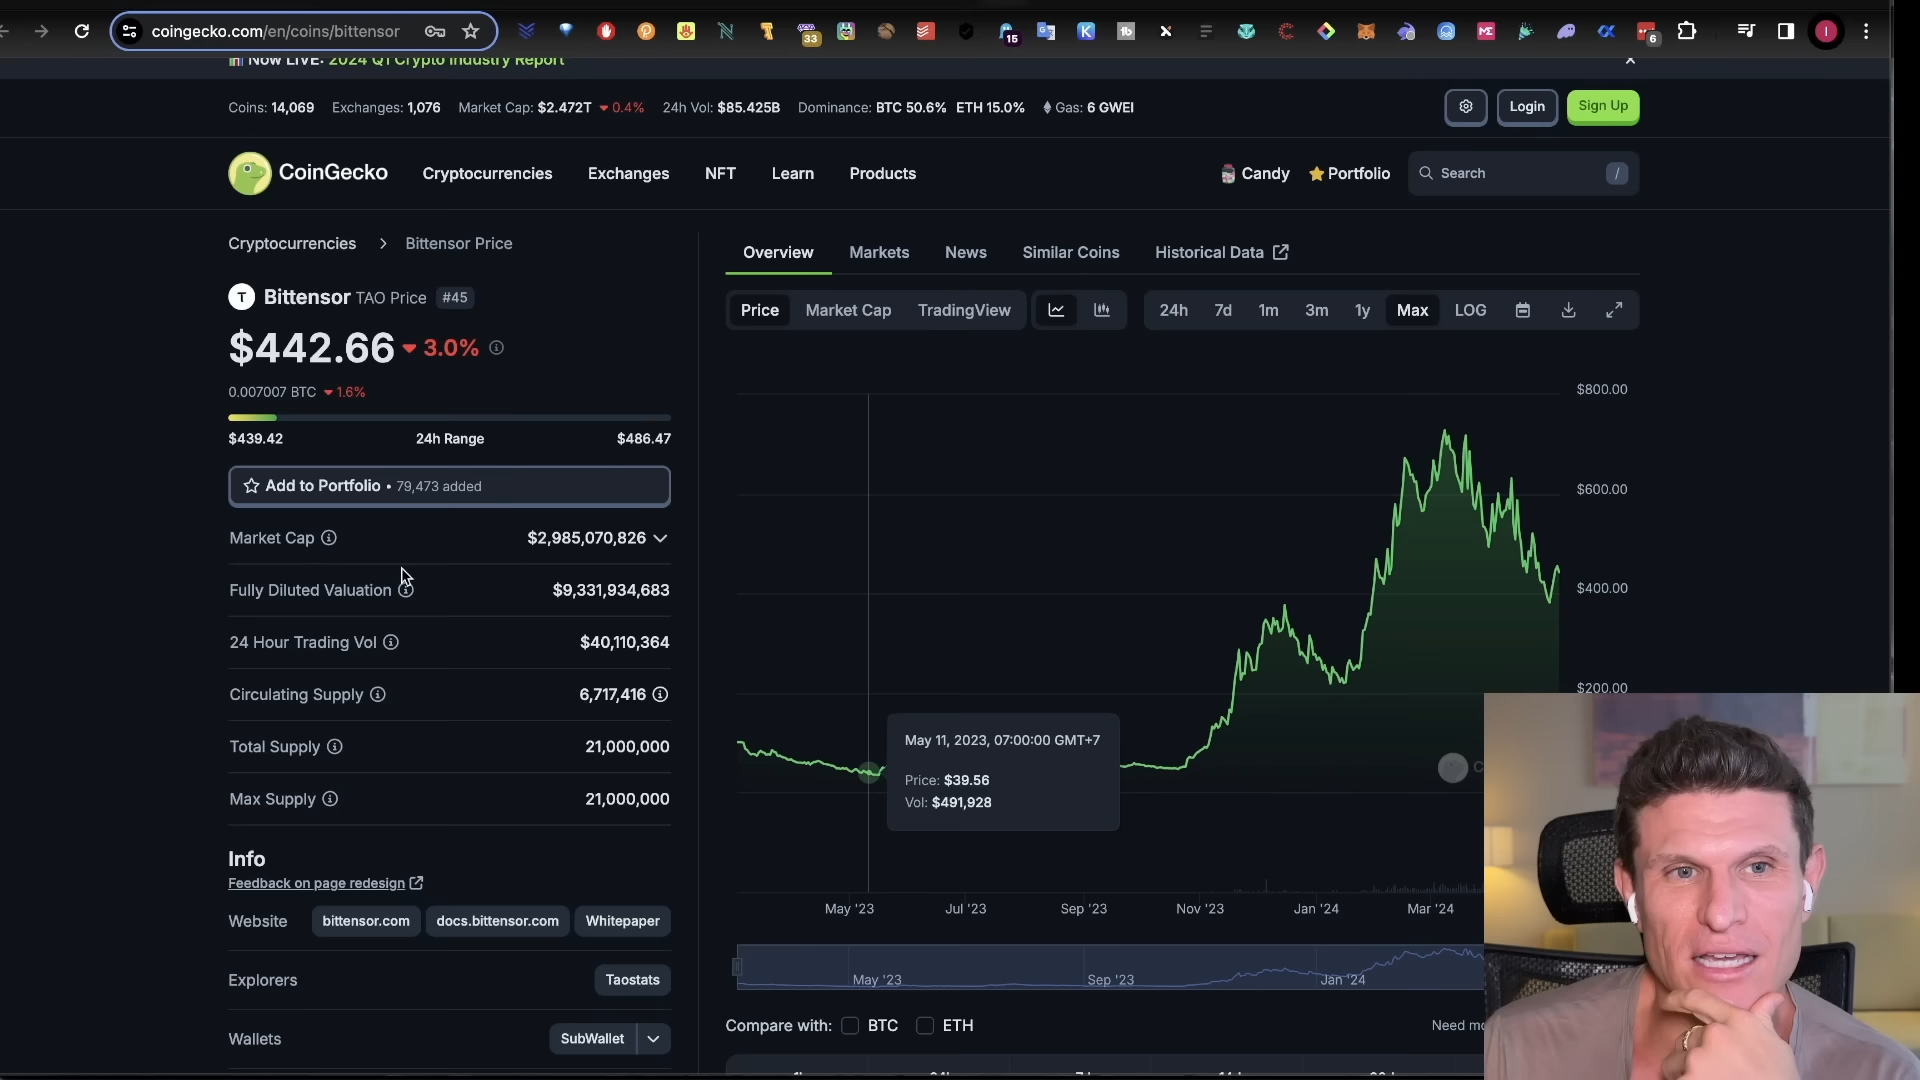 coingecko.com/en/coins/bittensor
33
15
6
Now LIVE: 2024 Q1 Crypto Industry Report
Coins: 14,069 Exchanges: 1,076 Market Cap: $2.472T 0.4% 24h Vol: $85.425B Dominance: BTC 50.6% ETH 15.0% Gas: 6 GWEI
Login
Sign Up
CoinGecko
Cryptocurrencies
Exchanges
NFT
Learn
Products
Candy
Portfolio
Search
/
Cryptocurrencies > Bittensor Price
Bittensor TAO Price #45
$442.66 3.0%
0.007007 BTC 1.6%
$439.42 24h Range $486.47
Add to Portfolio • 79,473 added
Market Cap $2,985,070,826
Fully Diluted Valuation $9,331,934,683
24 Hour Trading Vol $40,110,364
Circulating Supply 6,717,416
Total Supply 21,000,000
Max Supply 21,000,000
Info
Feedback on page redesign
Website bittensor.com docs.bittensor.com Whitepaper
Explorers Taostats
Wallets SubWallet
Overview Markets News Similar Coins Historical Data
Price Market Cap TradingView
24h 7d 1m 3m 1y Max LOG
$800.00
$600.00
$400.00
$200.00
May 11, 2023, 07:00:00 GMT+7
Price: $39.56
Vol: $491,928
May '23 Jul '23 Sep '23 Nov '23 Jan '24 Mar '24
May '23 Sep '23 Jan '24
Compare with: BTC ETH
Need